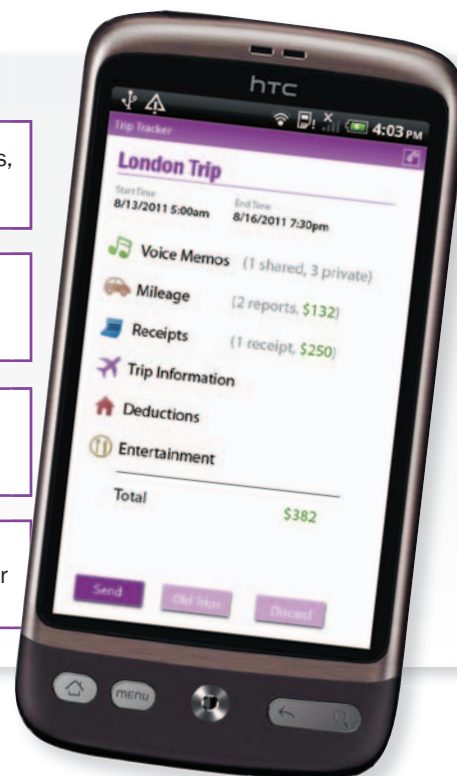 s,
r
hTC
4:03 PM
Trip Tracker
London Trip
Start Time
End Time
8/13/2011 5:00am
8/16/2011 7:30pm
Voice Memos (1 shared, 3 private)
Mileage (2 reports, $132)
Receipts (1 receipt, $250)
Trip Information
Deductions
Entertainment
Total $382
Send Old Trips Discard
menu